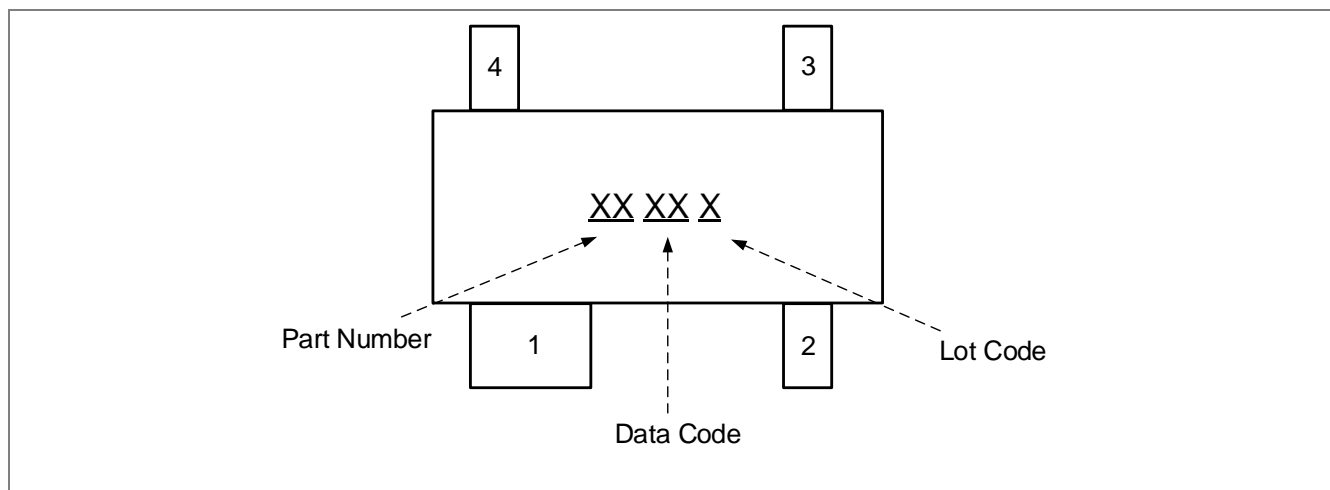 4
3
XX XX X
Part Number
1
2
Lot Code
Data Code